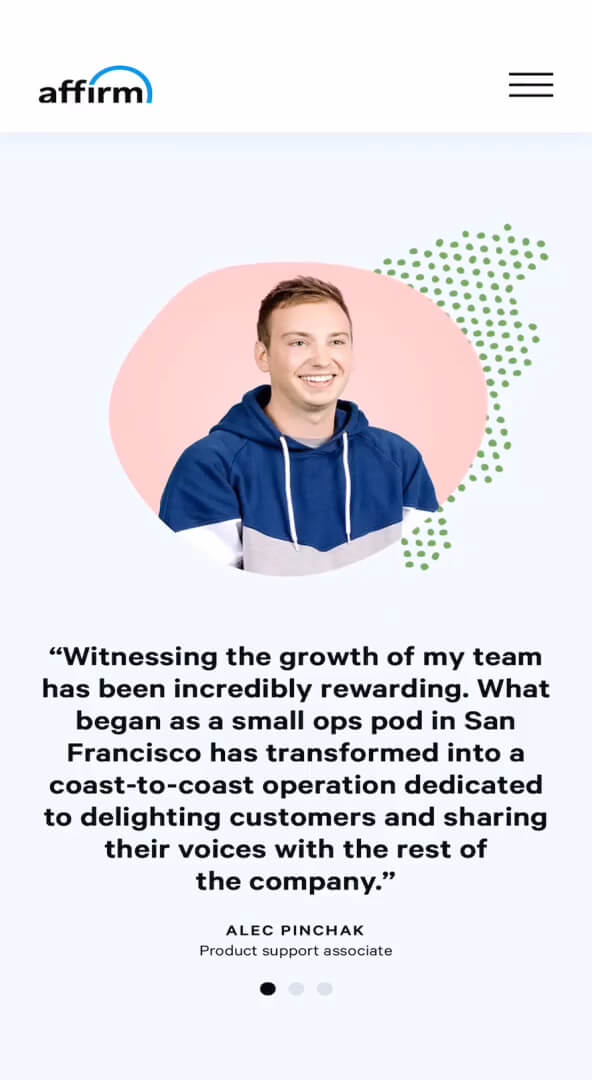 affirm
“Witnessing the growth of my team
has been incredibly rewarding. What
began as a small ops pod in San
Francisco has transformed into a
coast-to-coast operation dedicated
to delighting customers and sharing
their voices with the rest of
the company.”
ALEC PINCHAK
Product support associate